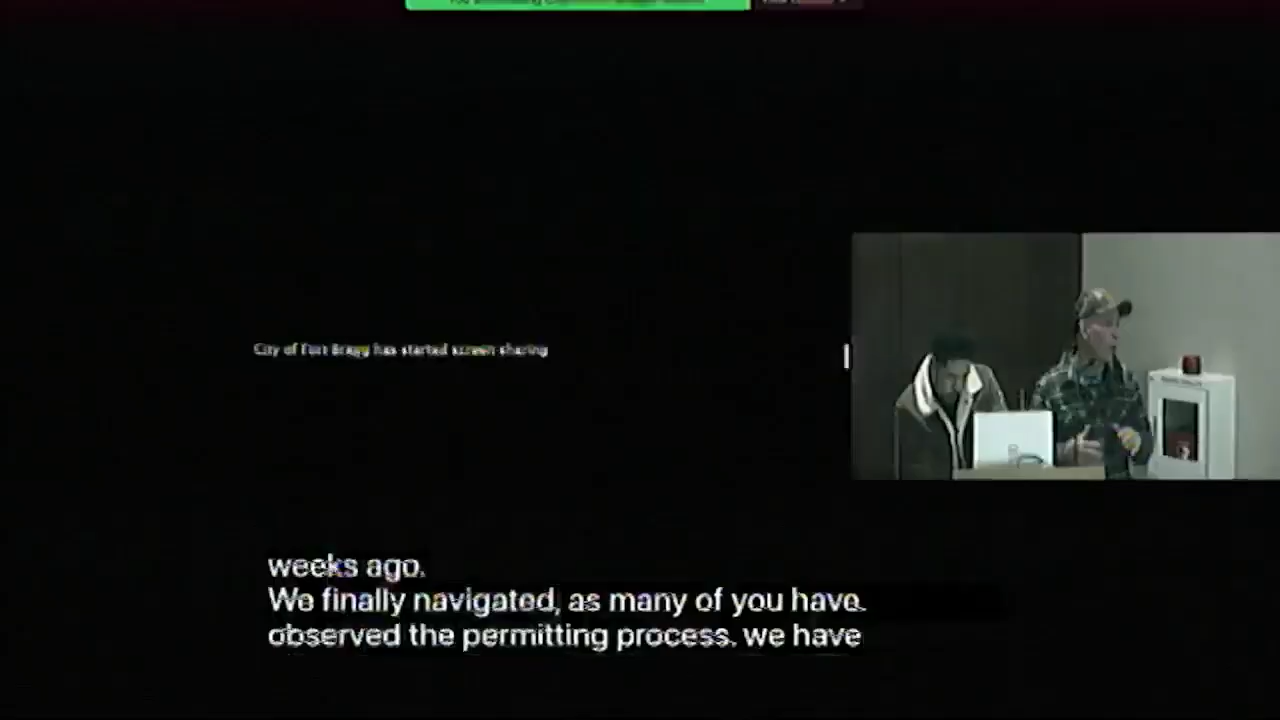 City of Fort Bragg has started screen sharing
weeks ago.
We finally navigated, as many of you have
observed the permitting process. we have